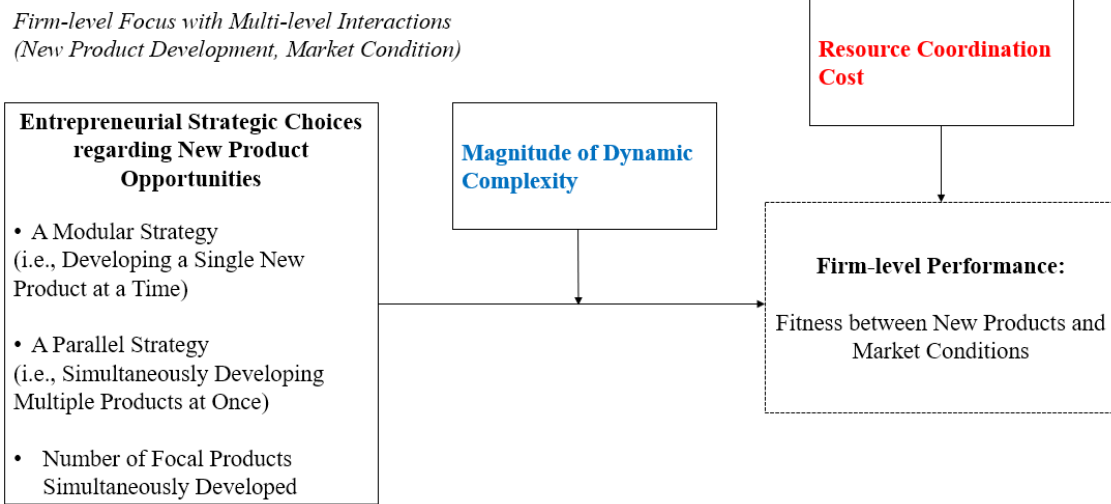 Firm-level Focus with Multi-level Interactions
(New Product Development, Market Condition)
Resource Coordination
Cost
Entrepreneurial Strategic Choices
regarding New Product
Opportunities
• A Modular Strategy
(i.e., Developing a Single New
Product at a Time)
• A Parallel Strategy
(i.e., Simultaneously Developing
Multiple Products at Once)
• Number of Focal Products
Simultaneously Developed
Magnitude of Dynamic
Complexity
Firm-level Performance:
Fitness between New Products and
Market Conditions